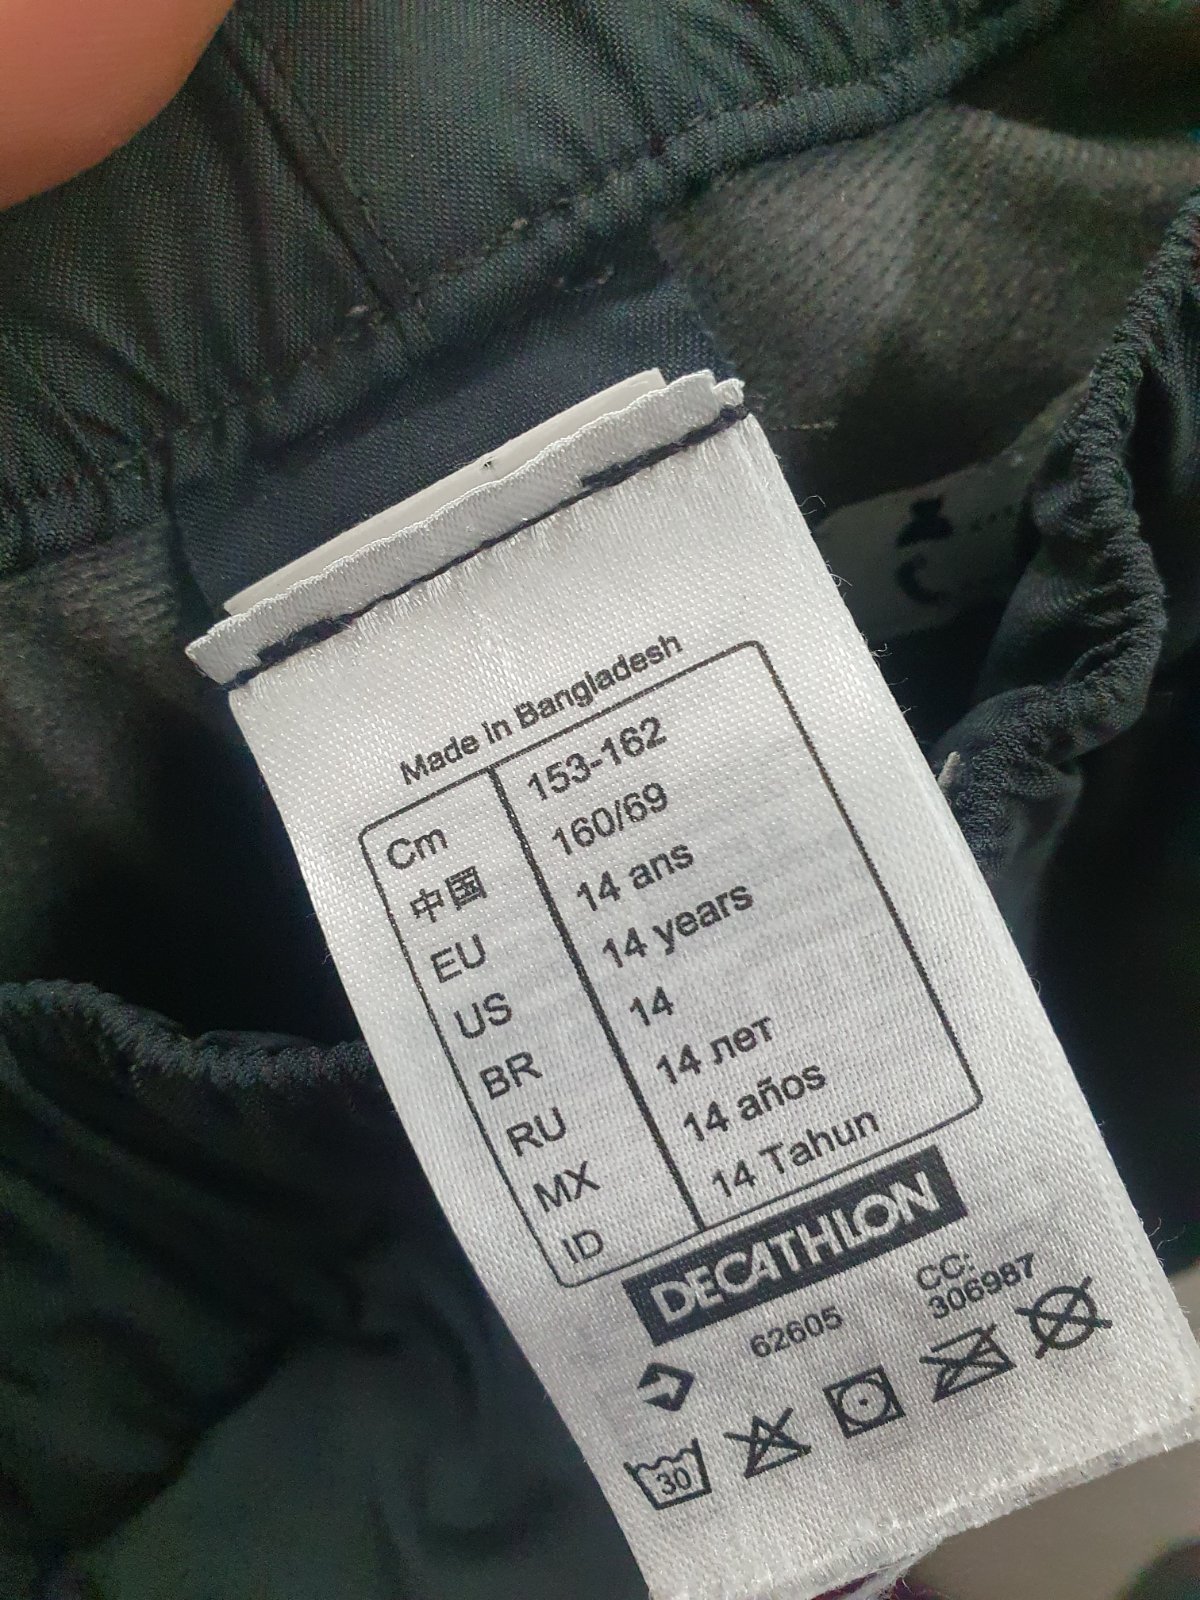 Made in Bangladesh
Cm 153-162
中国 160/69
EU 14 ans
US 14 years
BR 14
RU 14 лет
MX 14 años
ID 14 Tahun
DECATHLON
62605
CC:
306987
30